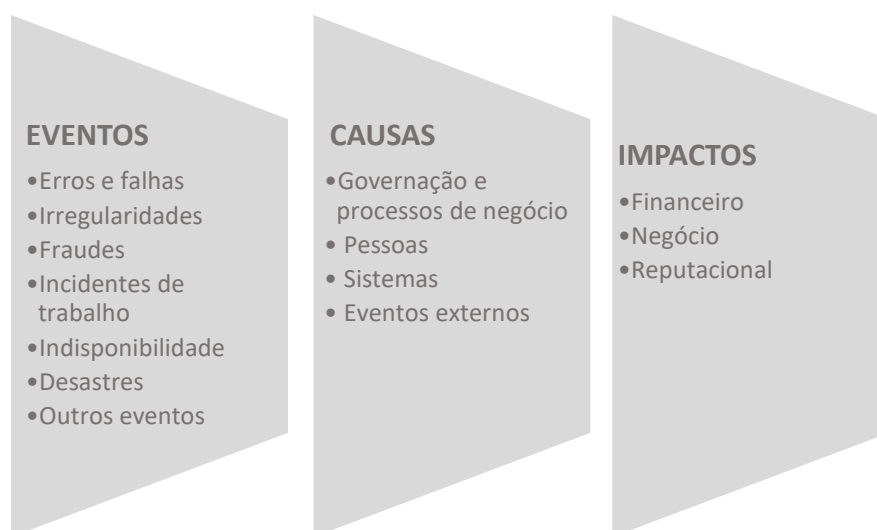 EVENTOS
•Erros e falhas
•Irregularidades
•Fraudes
•Incidentes de
trabalho
•Indisponibilidade
•Desastres
•Outros eventos
CAUSAS
•Governação e
processos de negócio
• Pessoas
• Sistemas
• Eventos externos
IMPACTOS
•Financeiro
•Negócio
•Reputacional